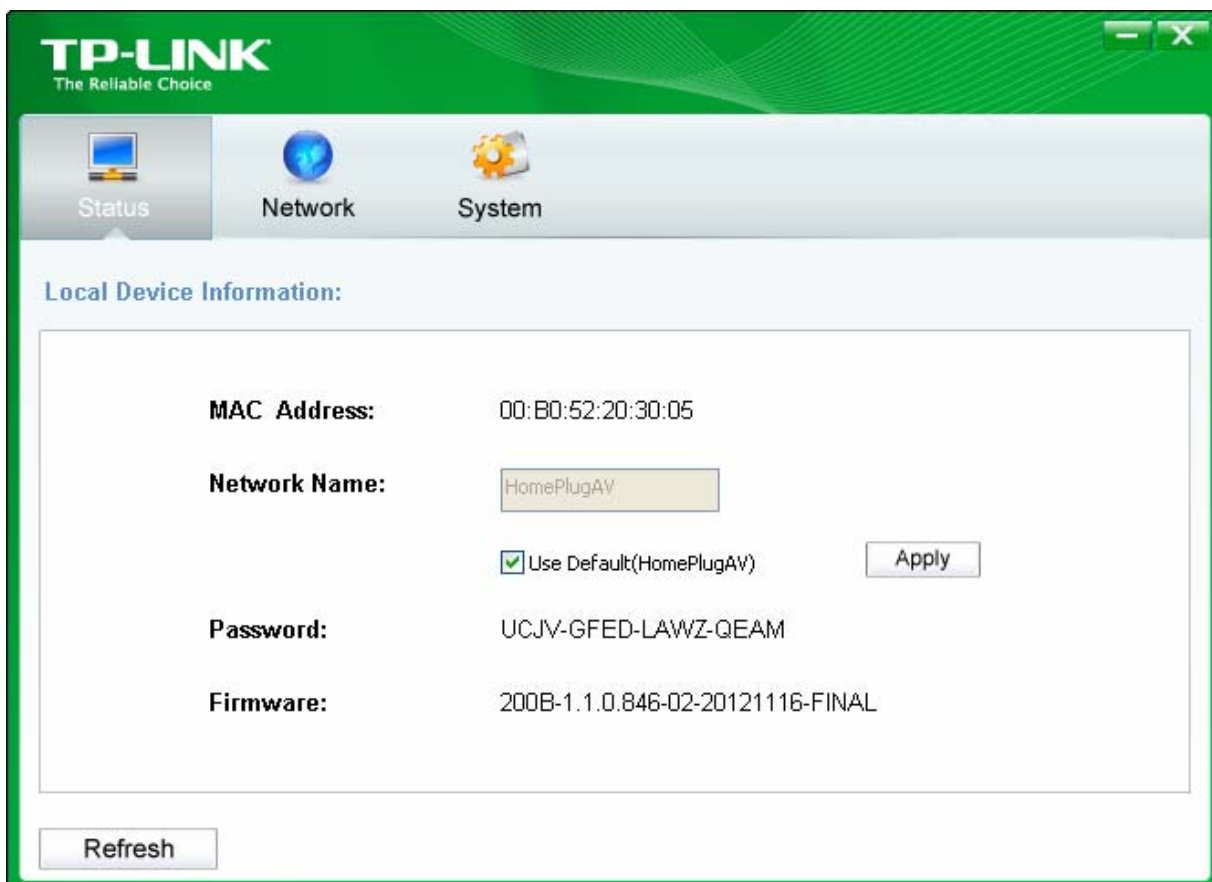 TP-LINK
The Reliable Choice
Status
Network
System
Local Device Information:
MAC Address: 00:B0:52:20:30:05
Network Name: HomePlugAV
Use Default(HomePlugAV) Apply
Password: UCJV-GFED-LAWZ-QEAM
Firmware: 200B-1.1.0.846-02-20121116-FINAL
Refresh